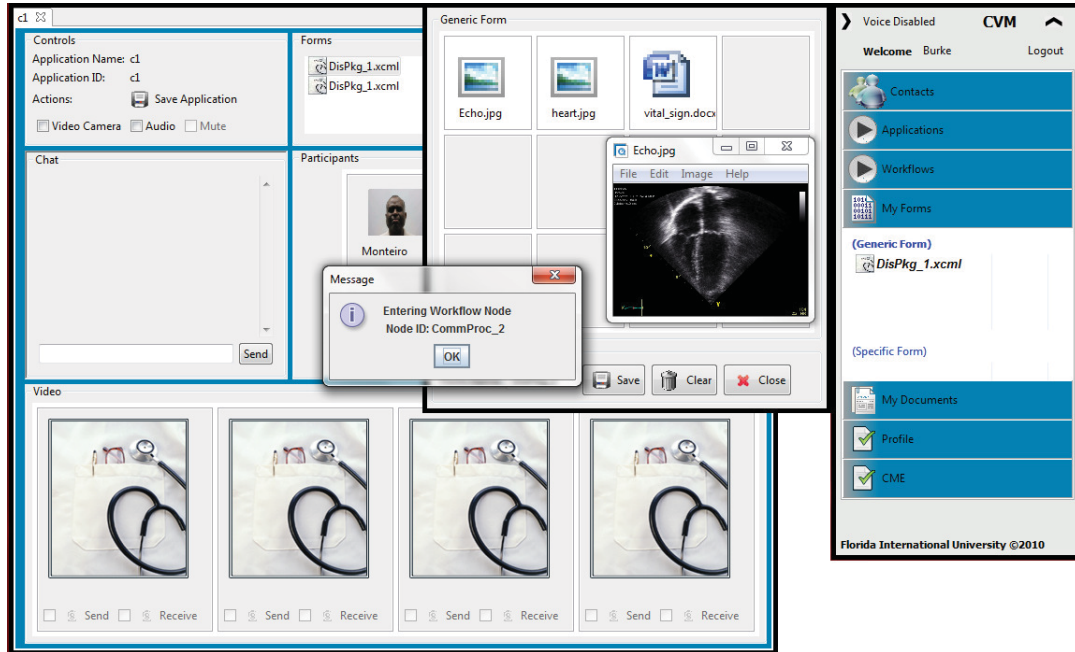 c1
Controls
Application Name: c1
Application ID: c1
Actions: Save Application
Video Camera Audio Mute
Forms
DisPkg_1.xcml
DisPkg_1.xcml
Chat
Send
Participants
Monteiro
Generic Form
Echo.jpg heart.jpg vital_sign.docx
Echo.jpg
File Edit Image Help
Message
Entering Workflow Node
Node ID: CommProc_2
OK
Save Clear Close
Video
Send Receive Send Receive Send Receive Send Receive
Voice Disabled CVM
Welcome Burke Logout
Contacts
Applications
Workflows
My Forms
(Generic Form)
DisPkg_1.xcml
(Specific Form)
My Documents
Profile
CME
Florida International University ©2010